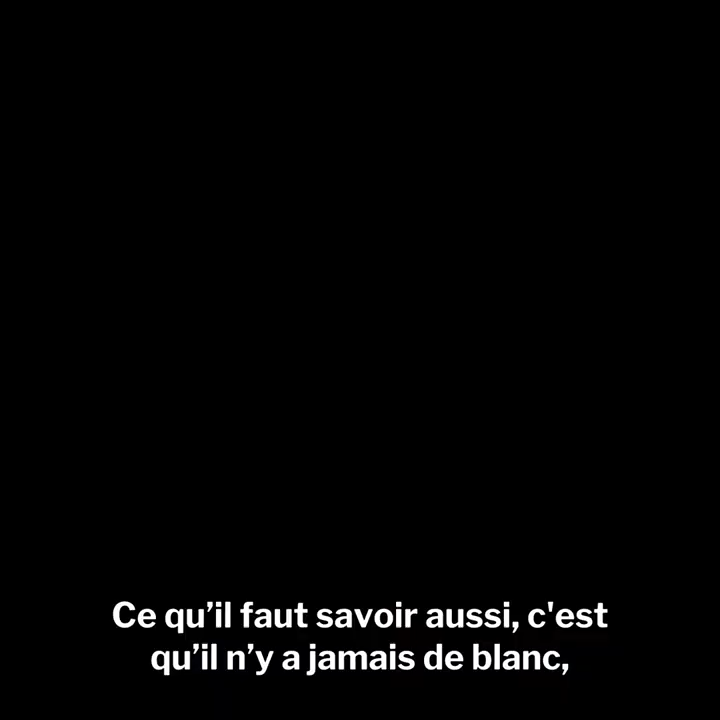 Ce qu’il faut savoir aussi, c'est
qu’il n’y a jamais de blanc,